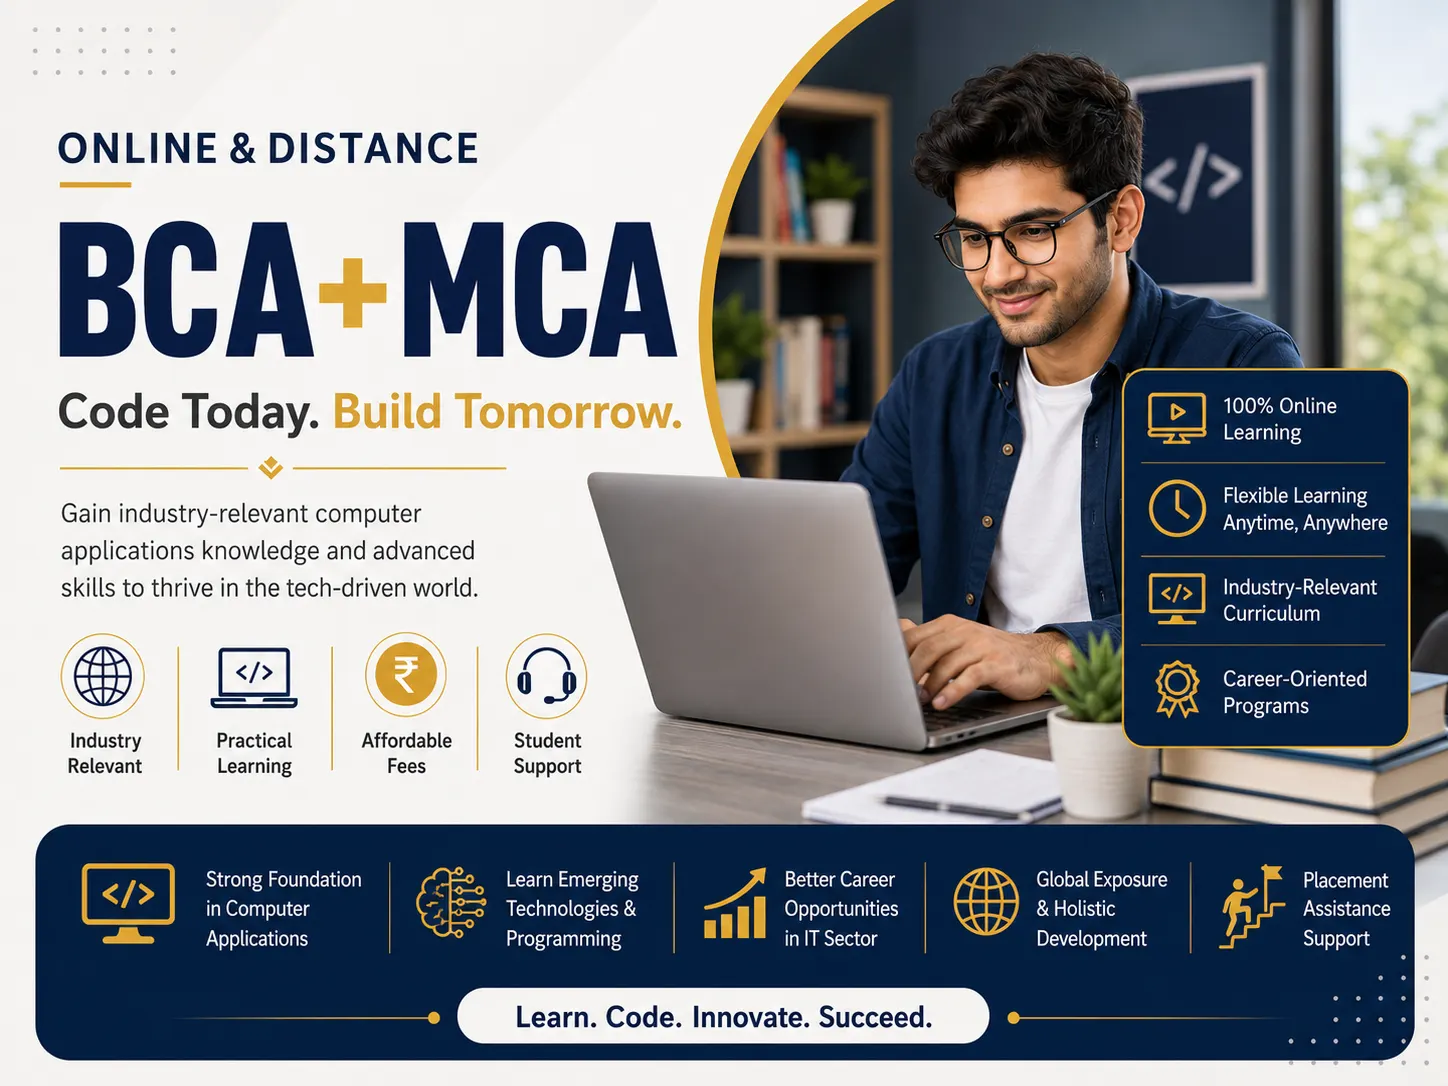 ONLINE & DISTANCE
BCA+MCA
Code Today. Build Tomorrow.
Gain industry-relevant computer
applications knowledge and advanced
skills to thrive in the tech-driven world.
</>
₹
Industry
Relevant
Practical
Learning
Affordable
Fees
Student
Support
</>
100% Online
Learning
Flexible Learning
Anytime, Anywhere
</>
Industry-Relevant
Curriculum
Career-Oriented
Programs
</>
Strong Foundation
in Computer
Applications
Learn Emerging
Technologies &
Programming
Better Career
Opportunities
in IT Sector
Global Exposure
& Holistic
Development
Placement
Assistance
Support
Learn. Code. Innovate. Succeed.